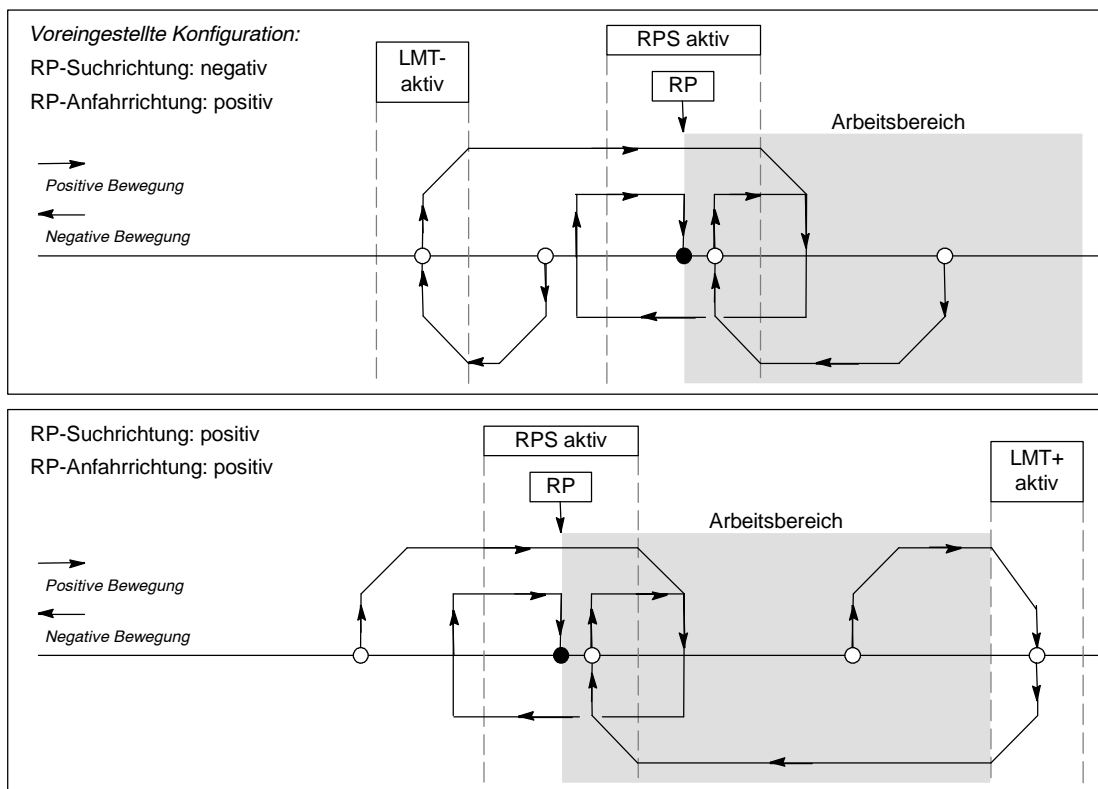 Voreingestellte Konfiguration:
RP-Suchrichtung: negativ
RP-Anfahrrichtung: positiv
LMT-
aktiv
RPS aktiv
RP
Arbeitsbereich
Positive Bewegung
Negative Bewegung
RP-Suchrichtung: positiv
RP-Anfahrrichtung: positiv
RPS aktiv
RP
LMT+
aktiv
Arbeitsbereich
Positive Bewegung
Negative Bewegung